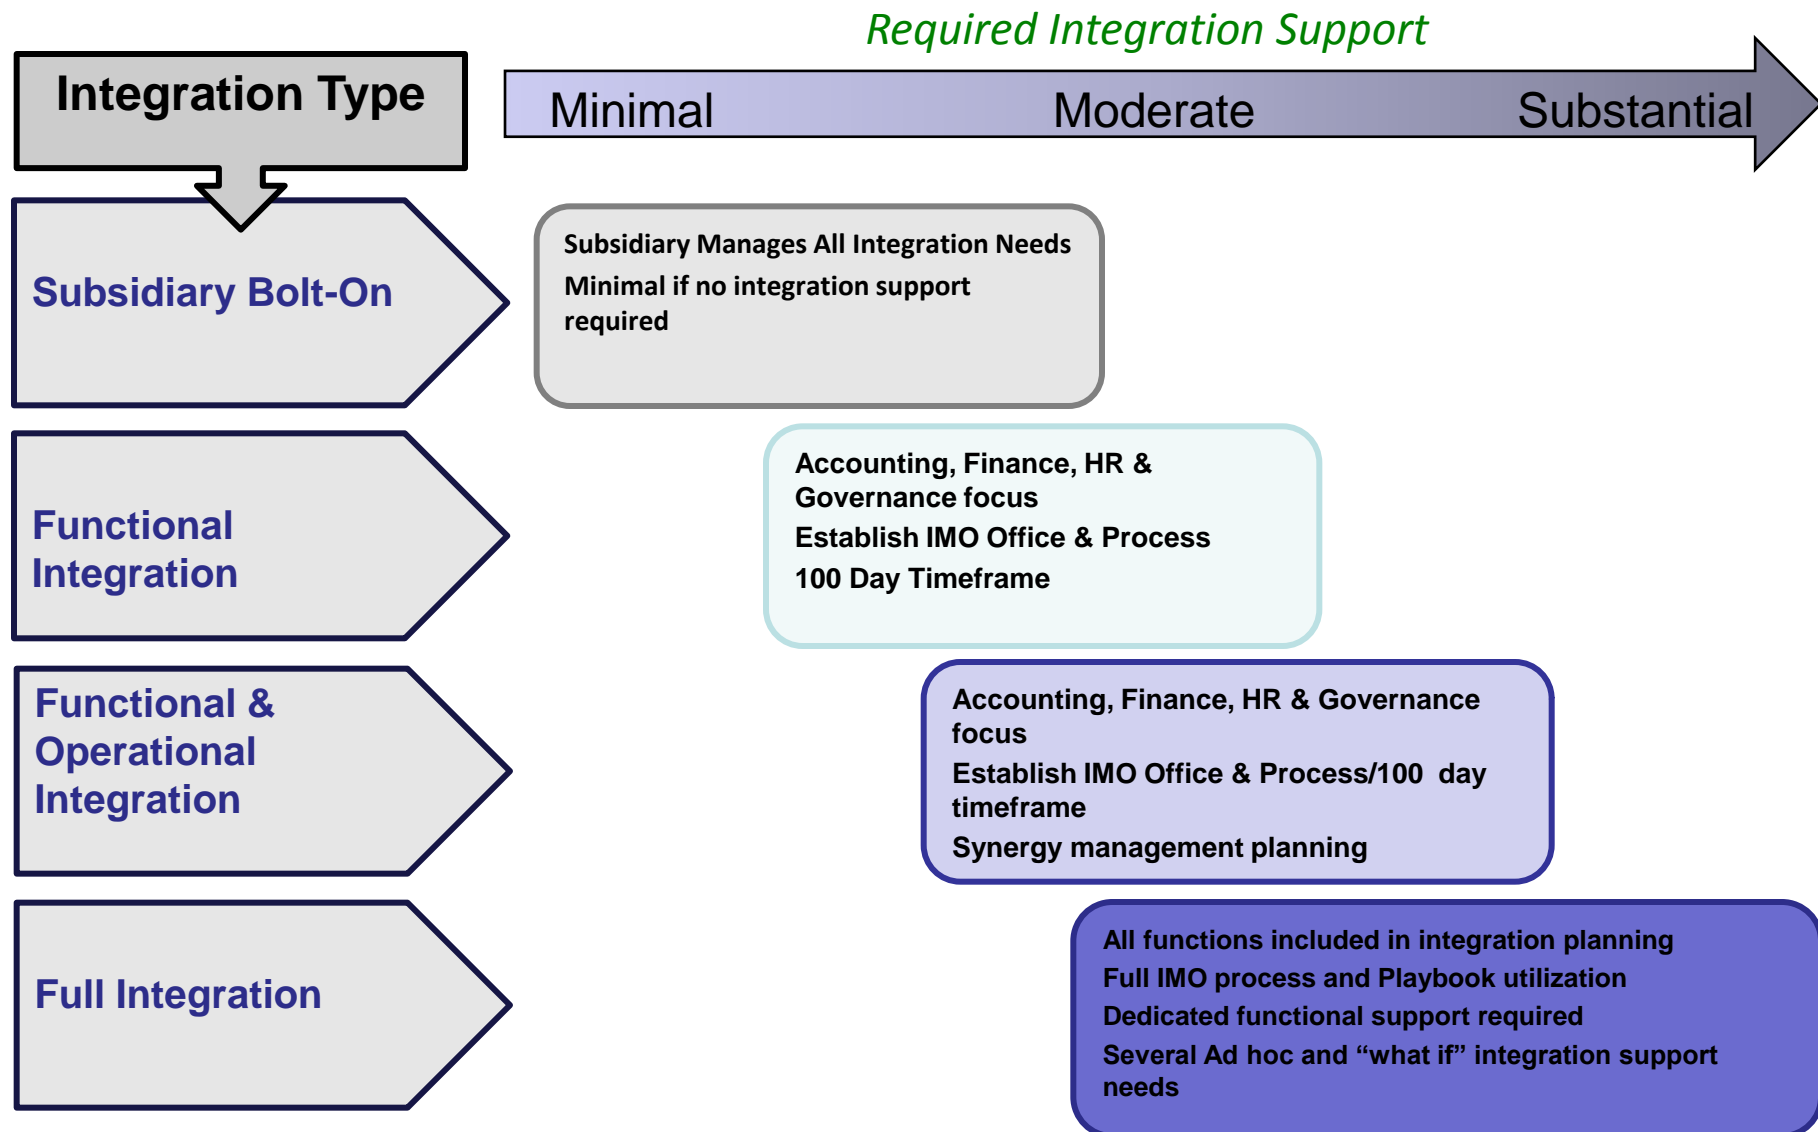 Required Integration Support
Integration Type
Minimal
Moderate
Substantial
Subsidiary Bolt-On
Subsidiary Manages All Integration Needs
Minimal if no integration support
required
Functional
Integration
Accounting, Finance, HR &
Governance focus
Establish IMO Office & Process
100 Day Timeframe
Functional &
Operational
Integration
Accounting, Finance, HR & Governance
focus
Establish IMO Office & Process/100  day
timeframe
Synergy management planning
Full Integration
All functions included in integration planning
Full IMO process and Playbook utilization
Dedicated functional support required
Several Ad hoc and “what if” integration support
needs